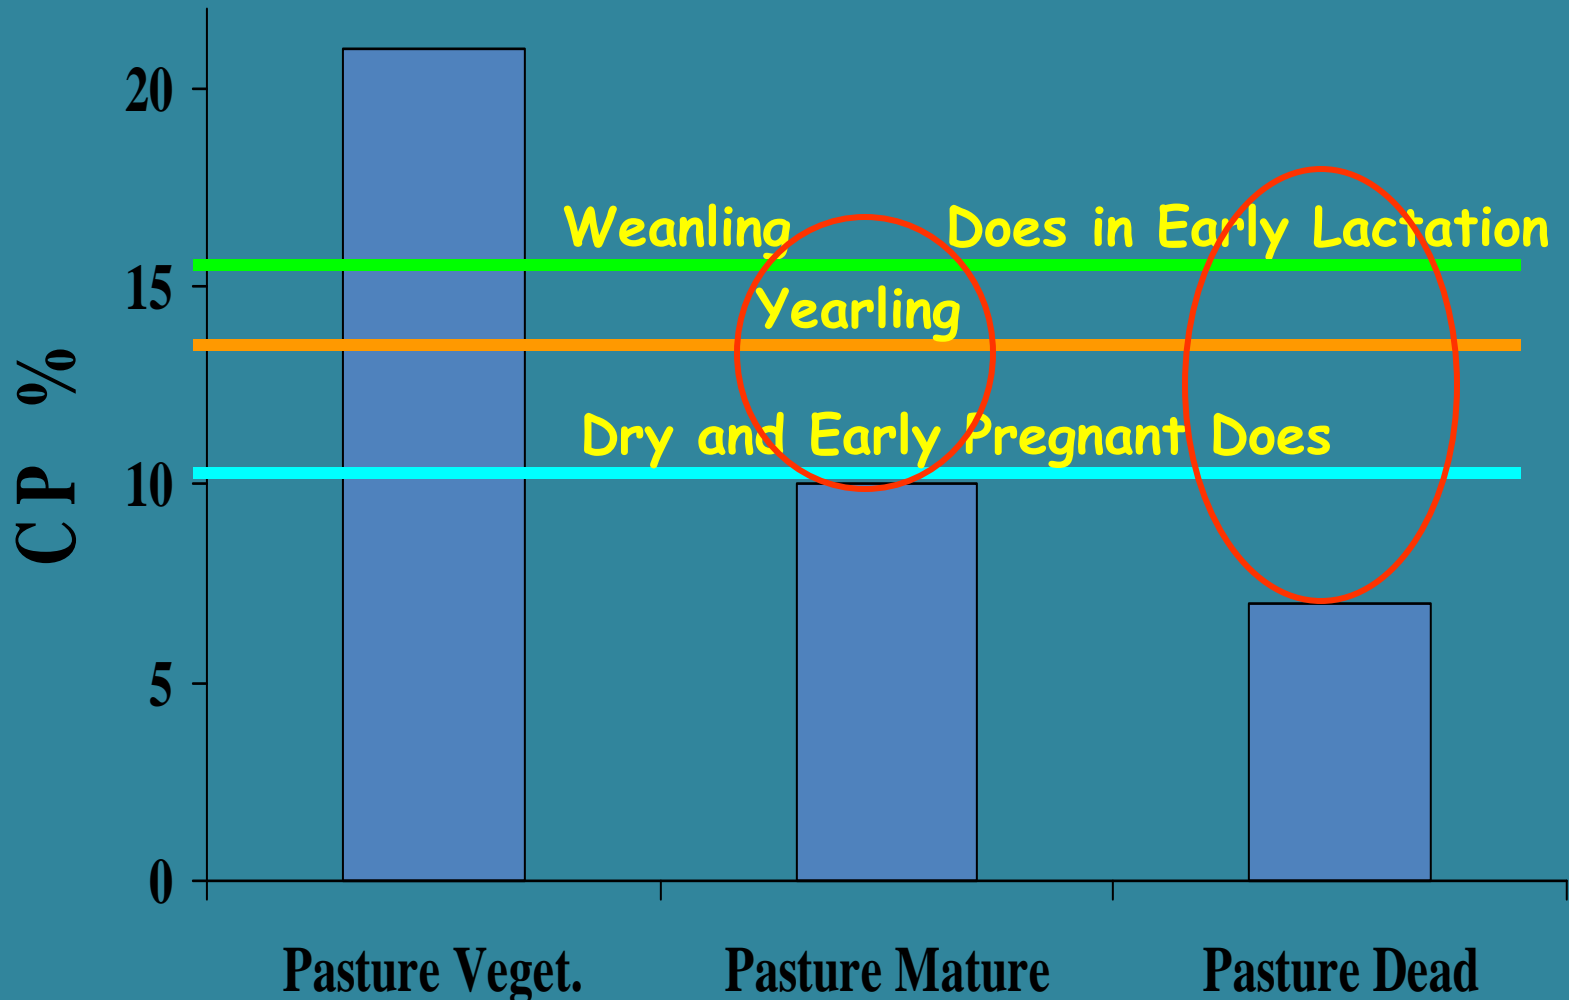 20
Weanling
Does in Early Lactation
15
Yearling
Dry and Early Pregnant Does
10
CP %
5
0
Pasture Veget.
Pasture Mature
Pasture Dead